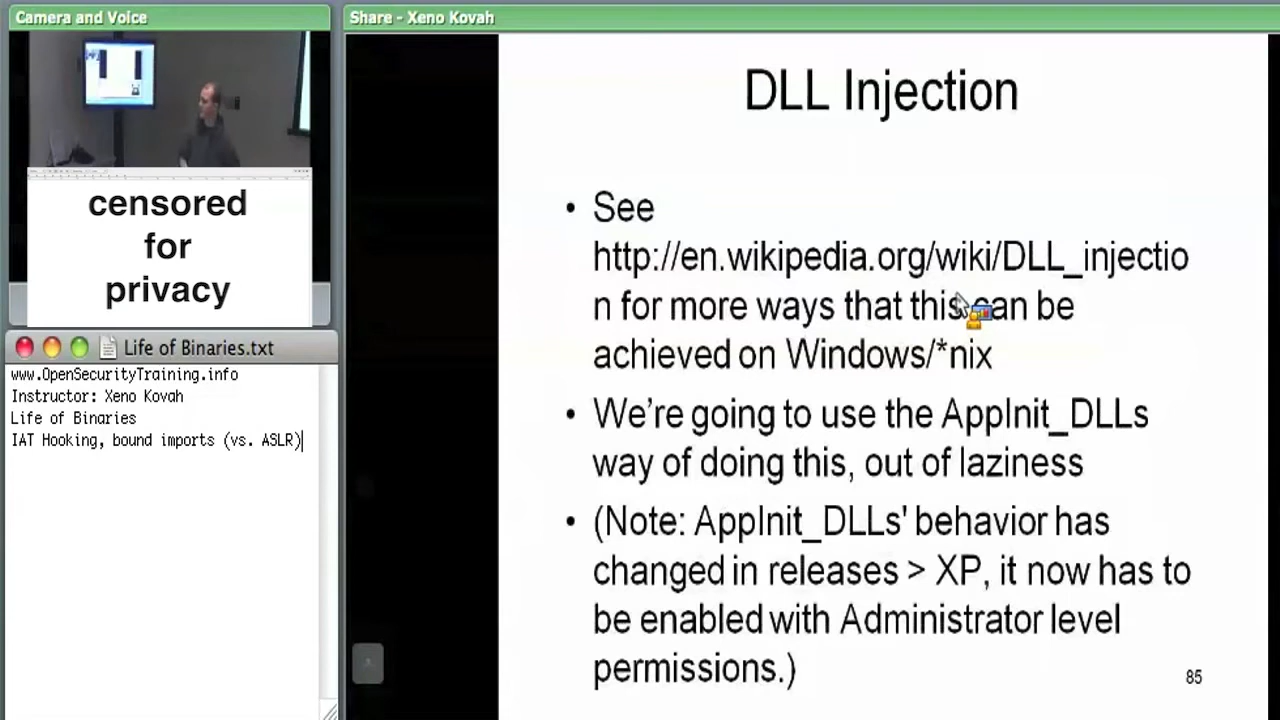 Camera and Voice
censored
for
privacy
Life of Binaries.txt
www.OpenSecurityTraining.info
Instructor: Xeno Kovah
Life of Binaries
IAT Hooking, bound imports (vs. ASLR)
Share - Xeno Kovah
DLL Injection
• See
http://en.wikipedia.org/wiki/DLL_injectio
n for more ways that this can be
achieved on Windows/*nix
• We’re going to use the AppInit_DLLs
way of doing this, out of laziness
• (Note: AppInit_DLLs' behavior has
changed in releases > XP, it now has to
be enabled with Administrator level
permissions.)
85